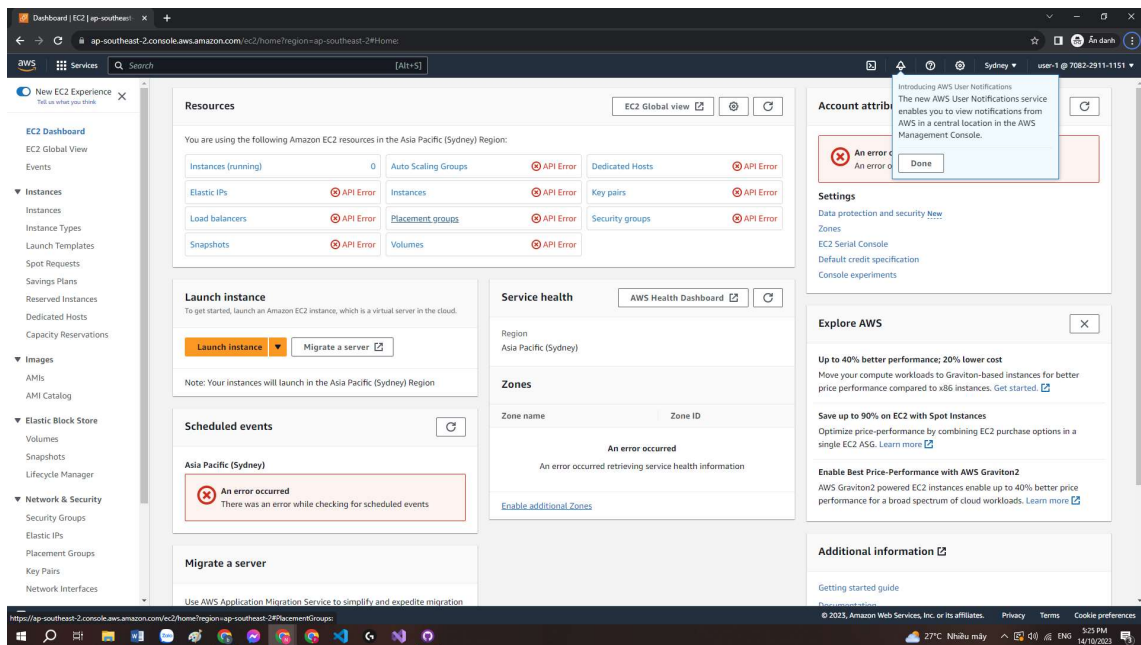 Dashboard | EC2 | ap-southeast-
ap-southeast-2.console.aws.amazon.com/ec2/home?region=ap-southeast-2#Home:
Ẩn danh
aws
Services
Search
[Alt+S]
Sydney
user-1 @ 7082-2911-1151
New EC2 Experience
Tell us what you think
EC2 Dashboard
EC2 Global View
Events
Instances
Instances
Instance Types
Launch Templates
Spot Requests
Savings Plans
Reserved Instances
Dedicated Hosts
Capacity Reservations
Images
AMIs
AMI Catalog
Elastic Block Store
Volumes
Snapshots
Lifecycle Manager
Network & Security
Security Groups
Elastic IPs
Placement Groups
Key Pairs
Network Interfaces
Resources
EC2 Global view
You are using the following Amazon EC2 resources in the Asia Pacific (Sydney) Region:
Instances (running) 0
Auto Scaling Groups API Error
Dedicated Hosts API Error
Elastic IPs API Error
Instances API Error
Key pairs API Error
Load balancers API Error
Placement groups API Error
Security groups API Error
Snapshots API Error
Volumes API Error
Launch instance
To get started, launch an Amazon EC2 instance, which is a virtual server in the cloud.
Launch instance
Migrate a server
Note: Your instances will launch in the Asia Pacific (Sydney) Region
Scheduled events
Asia Pacific (Sydney)
An error occurred
There was an error while checking for scheduled events
Migrate a server
Use AWS Application Migration Service to simplify and expedite migration
Service health
AWS Health Dashboard
Region
Asia Pacific (Sydney)
Zones
Zone name
Zone ID
An error occurred
An error occurred retrieving service health information
Enable additional Zones
Account attribu
Introducing AWS User Notifications
The new AWS User Notifications service
enables you to view notifications from
AWS in a central location in the AWS
Management Console.
Done
An error o
An error o
Settings
Data protection and security New
Zones
EC2 Serial Console
Default credit specification
Console experiments
Explore AWS
Up to 40% better performance; 20% lower cost
Move your compute workloads to Graviton-based instances for better
price performance compared to x86 instances. Get started.
Save up to 90% on EC2 with Spot Instances
Optimize price-performance by combining EC2 purchase options in a
single EC2 ASG. Learn more
Enable Best Price-Performance with AWS Graviton2
AWS Graviton2 powered EC2 instances enable up to 40% better price
performance for a broad spectrum of cloud workloads. Learn more
Additional information
Getting started guide
Documentation
https://ap-southeast-2.console.aws.amazon.com/ec2/home?region=ap-southeast-2#PlacementGroups:
© 2023, Amazon Web Services, Inc. or its affiliates.
Privacy
Terms
Cookie preferences
27°C Nhiều mây
ENG
5:25 PM
14/10/2023